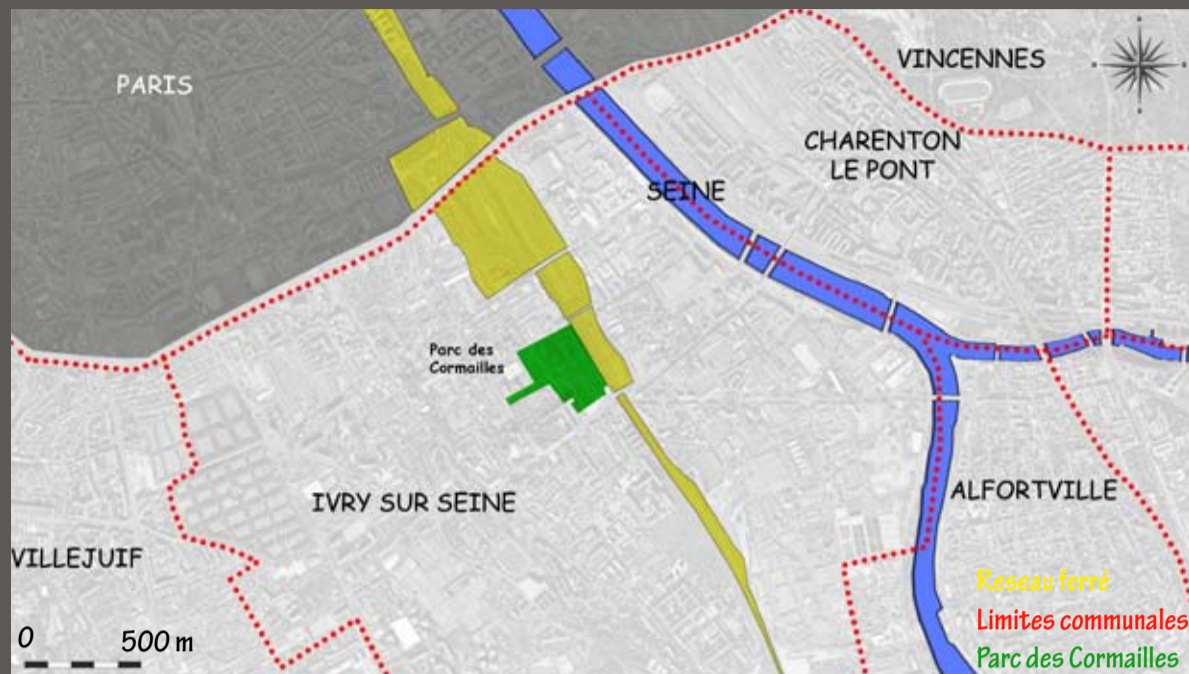 PARIS
VINCENNES
CHARENTON
LE PONT
SEINE
Parc des
Cormailles
IVRY SUR SEINE
ALFORTVILLE
VILLEJUIF
Reseau ferré
Limites communales
Parc des Cormailles
0 500 m